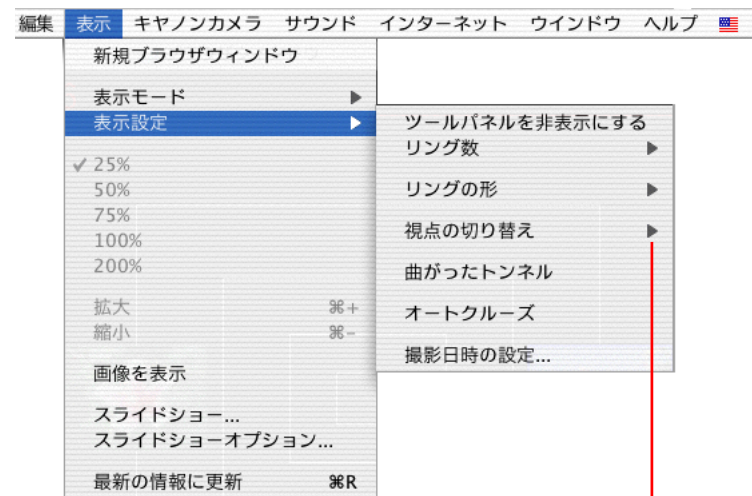 編集 表示 キヤノンカメラ サウンド インターネット ウインドウ ヘルプ
新規ブラウザウィンドウ
表示モード
表示設定
✓ 25%
50%
75%
100%
200%
拡大 ⌘+
縮小 ⌘-
画像を表示
スライドショー...
スライドショーオプション...
最新の情報に更新 ⌘R
ツールパネルを非表示にする
リング数
リングの形
視点の切り替え
曲がったトンネル
オートクルーズ
撮影日時の設定...